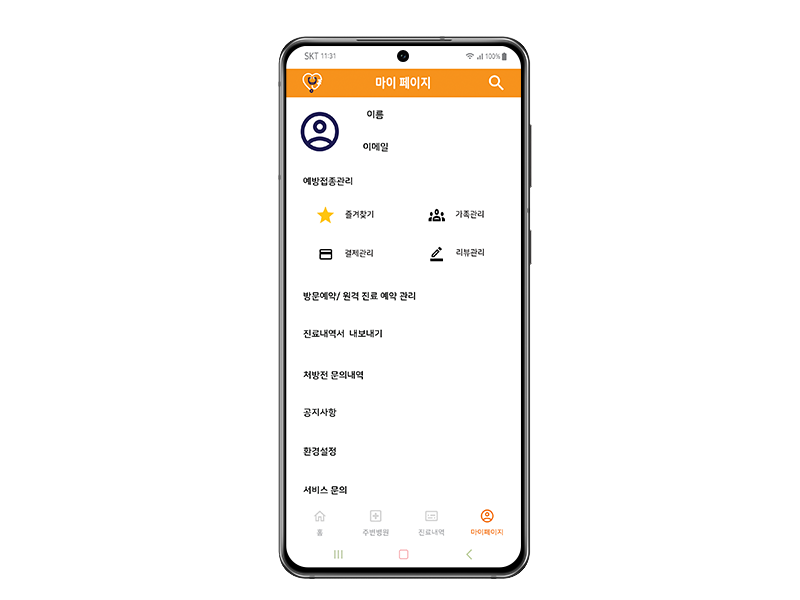 SKT 11:31 100%
마이 페이지
이름
이메일
예방접종관리
즐겨찾기 가족관리
결제관리 리뷰관리
방문예약/ 원격 진료 예약 관리
진료내역서 내보내기
처방전 문의내역
공지사항
환경설정
서비스 문의
홈 주변병원 진료내역 마이페이지